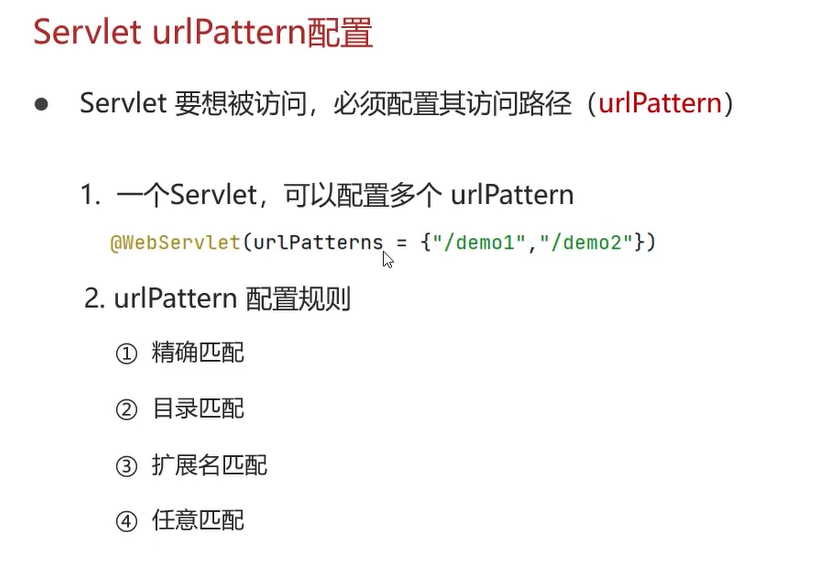 Servlet urlPattern配置
● Servlet 要想被访问，必须配置其访问路径（urlPattern）
1. 一个Servlet，可以配置多个 urlPattern
@WebServlet(urlPatterns = {"/demo1","/demo2"})
2. urlPattern 配置规则
① 精确匹配
② 目录匹配
③ 扩展名匹配
④ 任意匹配